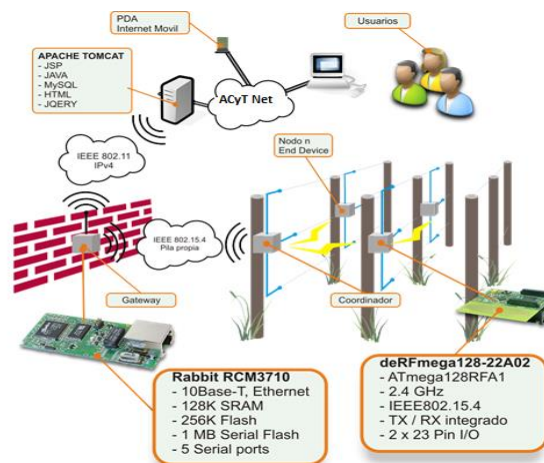 PDA
Internet Movil
Usuarios
APACHE TOMCAT
- JSP
- JAVA
- MySQL
- HTML
- JQERY
ACyT Net
IEEE 802.11
IPv4
Nodo n
End Device
IEEE 802.15.4
Pila propia
Gateway
Coordinador
Rabbit RCM3710
- 10Base-T, Ethernet
- 128K SRAM
- 256K Flash
- 1 MB Serial Flash
- 5 Serial ports
deRFmega128-22A02
- ATmega128RFA1
- 2.4 GHz
- IEEE802.15.4
- TX / RX integrado
- 2 x 23 Pin I/O